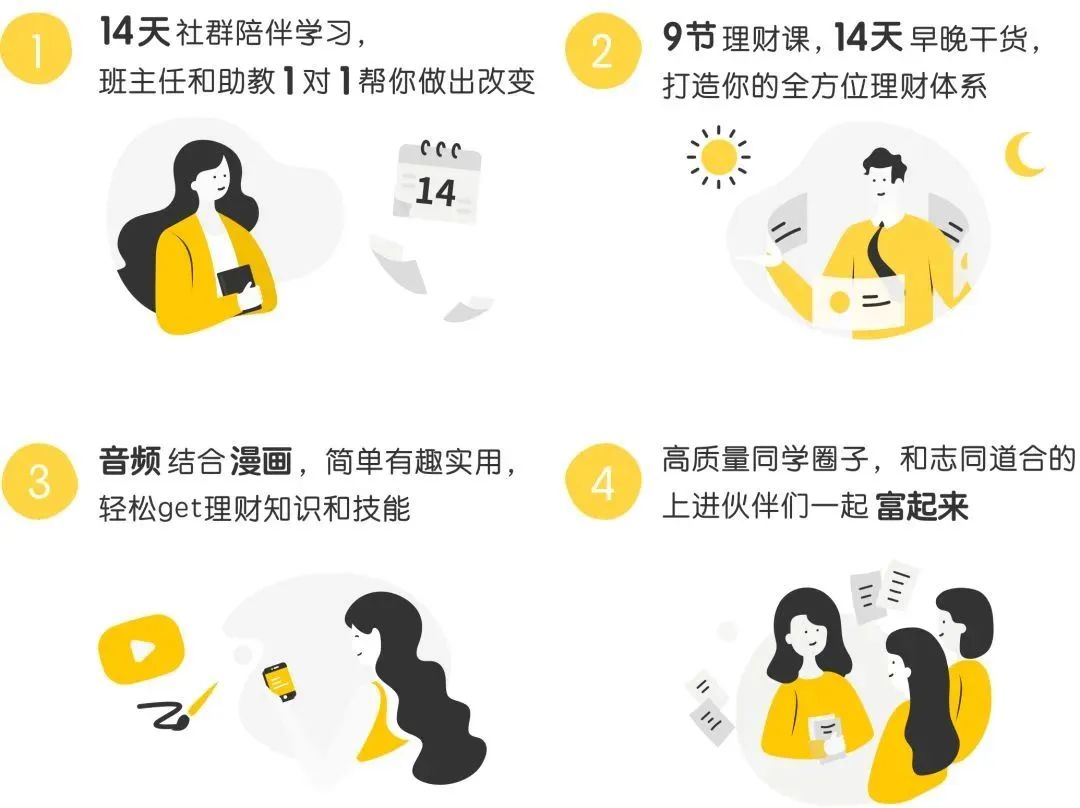 1
14天社群陪伴学习，
班主任和助教1对1帮你做出改变
14
2
9节理财课，14天早晚干货，
打造你的全方位理财体系
3
音频结合漫画，简单有趣实用，
轻松get理财知识和技能
4
高质量同学圈子，和志同道合的
上进伙伴们一起富起来